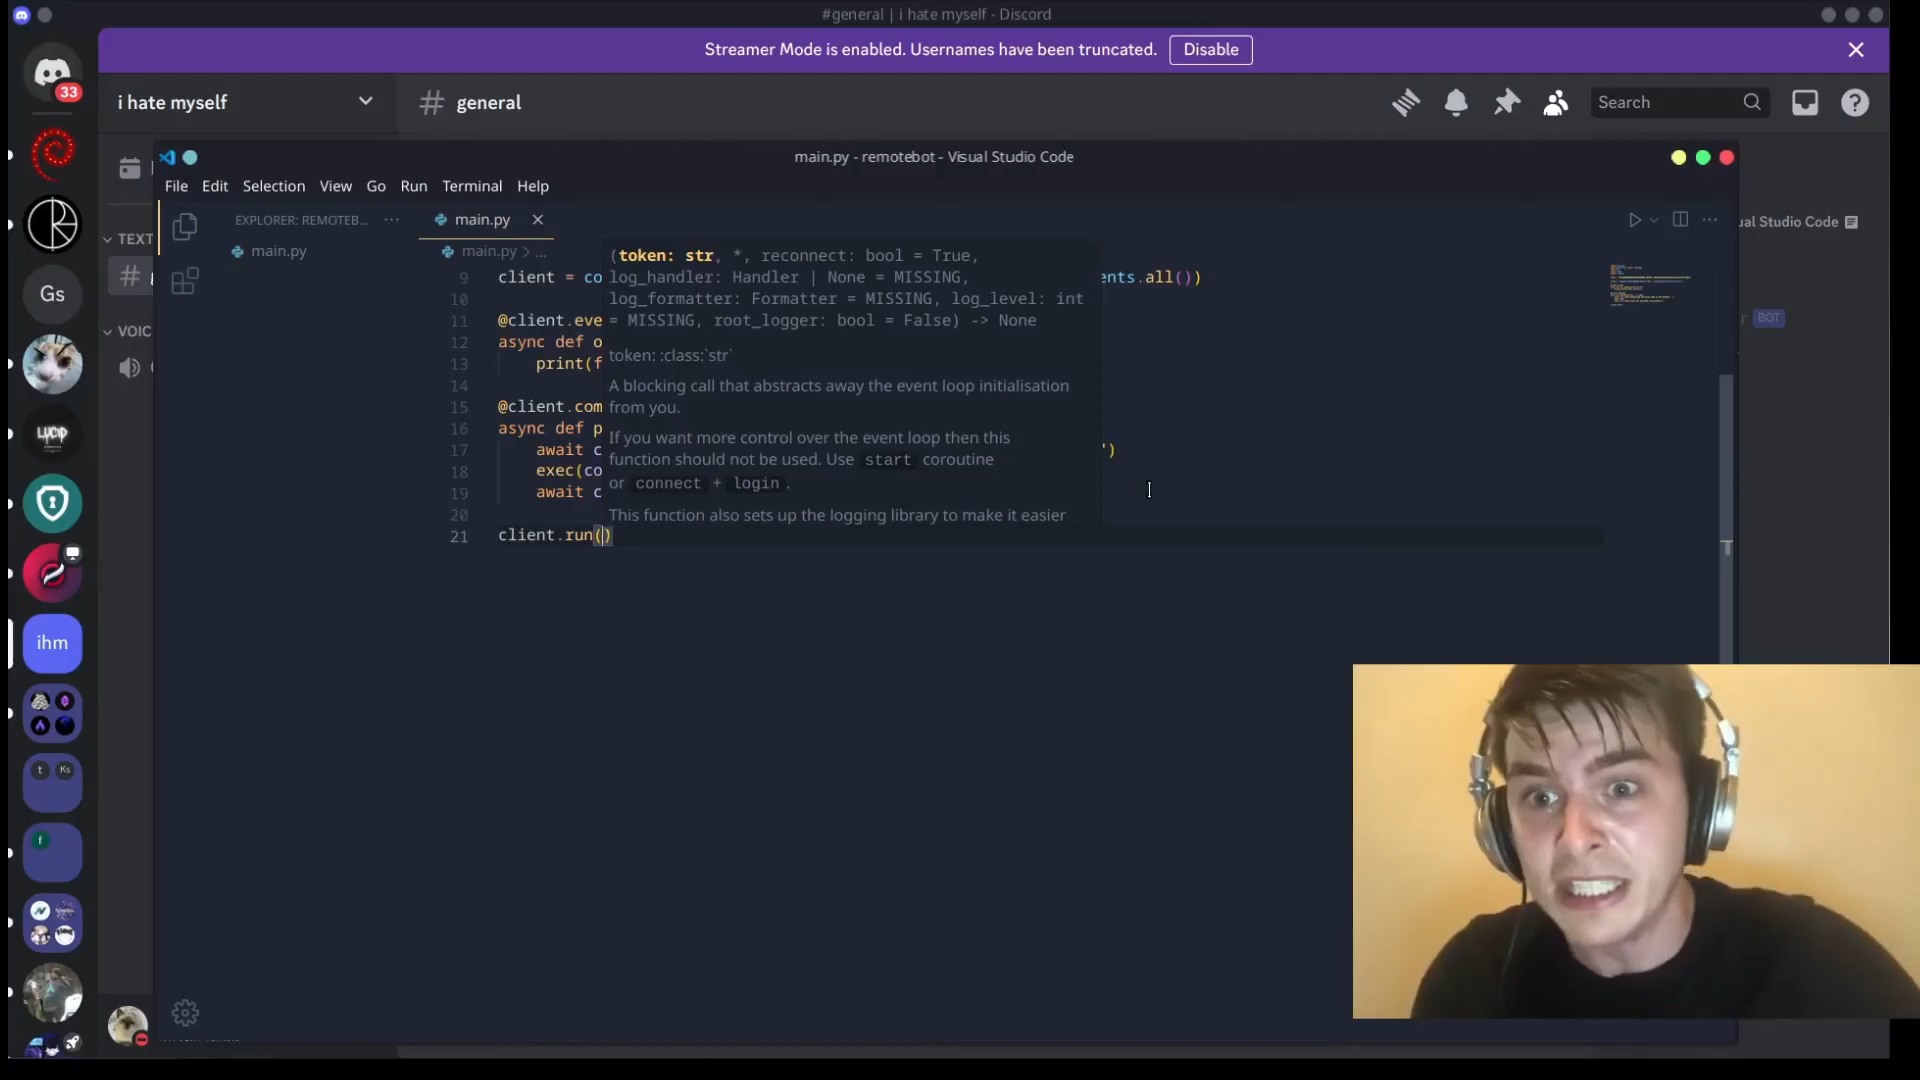 #general | i hate myself - Discord
Streamer Mode is enabled. Usernames have been truncated. Disable
33
i hate myself
general
Search
main.py - remotebot - Visual Studio Code
File Edit Selection View Go Run Terminal Help
EXPLORER: REMOTEB... ···
main.py
main.py
main.py > ...
ual Studio Code
TEXT
VOIC
BOT
Gs
LUCID
ihm
t Ks
f
9 client = co
ents.all())
10
11 @client.eve
12 async def o
13 print(f
14
15 @client.com
16 async def p
17 await c
')
18 exec(co
19 await c
20
21 client.run()
(token: str, *, reconnect: bool = True,
log_handler: Handler | None = MISSING,
log_formatter: Formatter = MISSING, log_level: int
= MISSING, root_logger: bool = False) -> None
token: :class:`str`
A blocking call that abstracts away the event loop initialisation
from you.
If you want more control over the event loop then this
function should not be used. Use start coroutine
or connect + login .
This function also sets up the logging library to make it easier